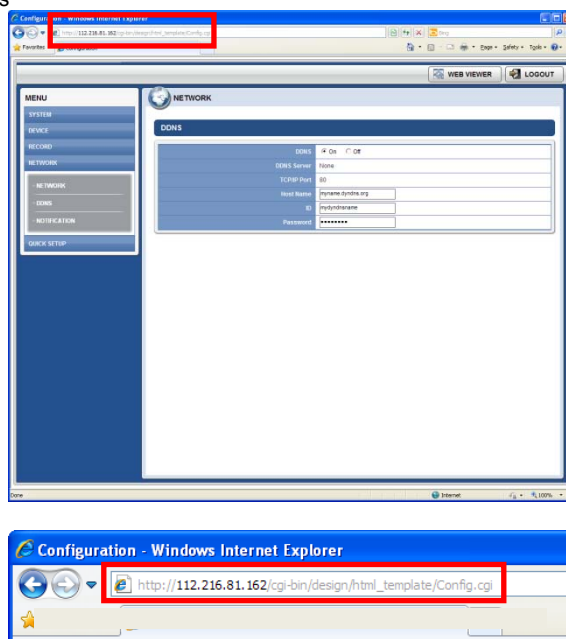 s
Configuration - Windows Internet Explorer
http://112.216.81.162/cgi-bin/design/html_template/Config.cgi
Bing
Favorites
Configuration
Page Safety Tools
WEB VIEWER
LOGOUT
MENU
SYSTEM
DEVICE
RECORD
NETWORK
- NETWORK
- DDNS
- NOTIFICATION
QUICK SETUP
NETWORK
DDNS
DDNS On Off
DDNS Server None
TCP/IP Port 80
Host Name myname.dyndns.org
ID mydyndnsname
Password ••••••••
Done
Internet
100%
Configuration - Windows Internet Explorer
http://112.216.81.162/cgi-bin/design/html_template/Config.cgi